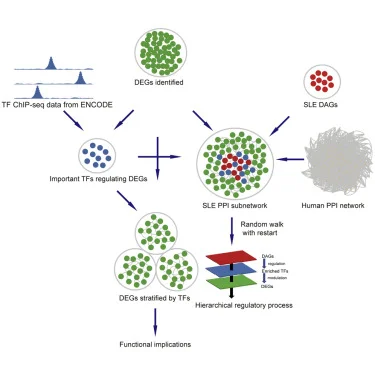 DEGs identified
TF ChIP-seq data from ENCODE
SLE DAGs
Important TFs regulating DEGs
SLE PPI subnetwork
Human PPI network
Random walk
with restart
DAGs
regulation
Enriched TFs
modulation
DEGs
DEGs stratified by TFs
Hierarchical regulatory process
Functional implications